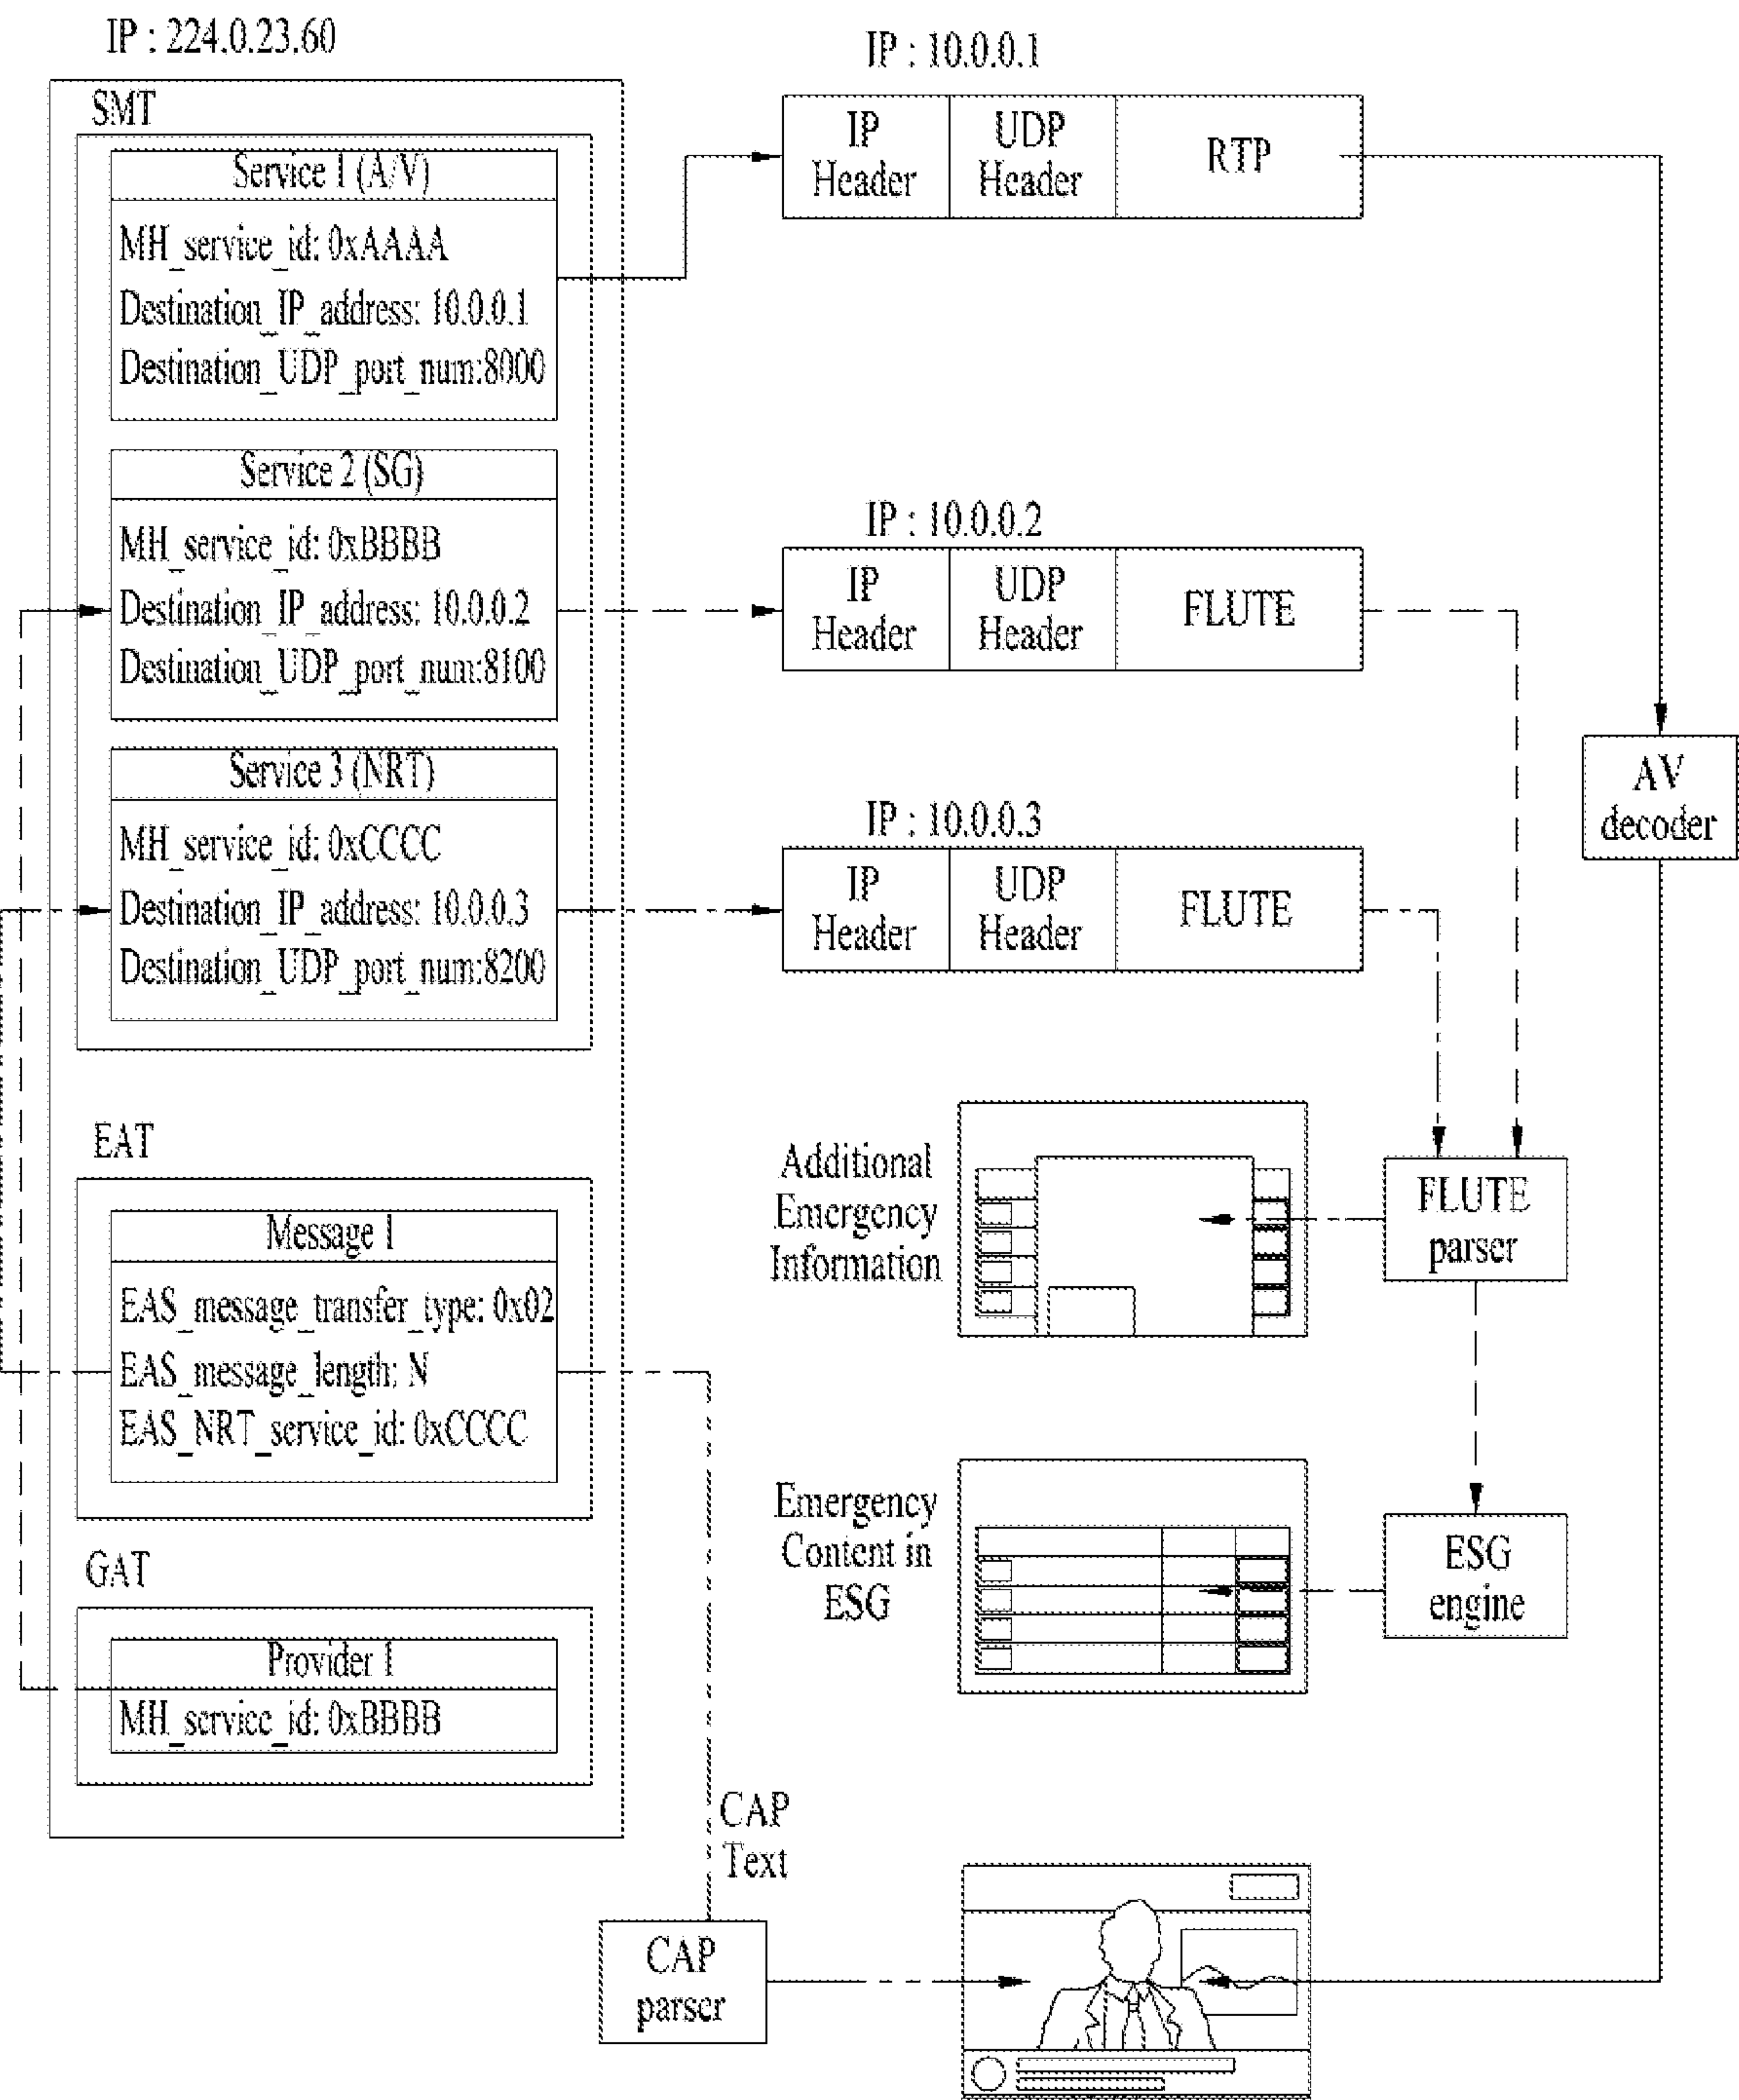 IP : 224.0.23.60
SMT
Service 1 (A/V)
MH_service_id: 0xAAAA
Destination_IP_address: 10.0.0.1
Destination_UDP_port_num:8000
Service 2 (SG)
MH_service_id: 0xBBBB
Destination_IP_address: 10.0.0.2
Destination_UDP_port_num:8100
Service 3 (NRT)
MH_service_id: 0xCCCC
Destination_IP_address: 10.0.0.3
Destination_UDP_port_num:8200
EAT
Message 1
EAS_message_transfer_type: 0x02
EAS_message_length: N
EAS_NRT_service_id: 0xCCCC
GAT
Provider 1
MH_service_id: 0xBBBB
IP : 10.0.0.1
IP
Header
UDP
Header
RTP
IP : 10.0.0.2
IP
Header
UDP
Header
FLUTE
IP : 10.0.0.3
IP
Header
UDP
Header
FLUTE
AV
decoder
Additional
Emergency
Information
FLUTE
parser
Emergency
Content in
ESG
ESG
engine
CAP
Text
CAP
parser